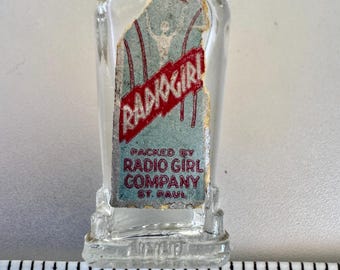 RADIO GIRL
PACKED BY
RADIO GIRL
COMPANY
ST. PAUL